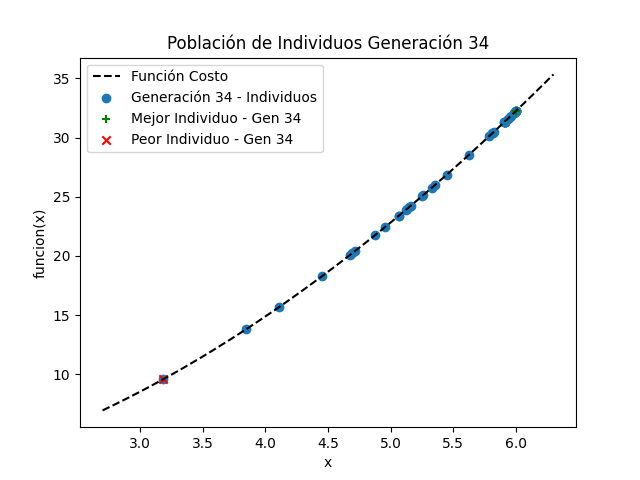 Población de Individuos Generación 34
Función Costo
Generación 34 - Individuos
Mejor Individuo - Gen 34
Peor Individuo - Gen 34
funcion(x)
35
30
25
20
15
10
3.0 3.5 4.0 4.5 5.0 5.5 6.0
x